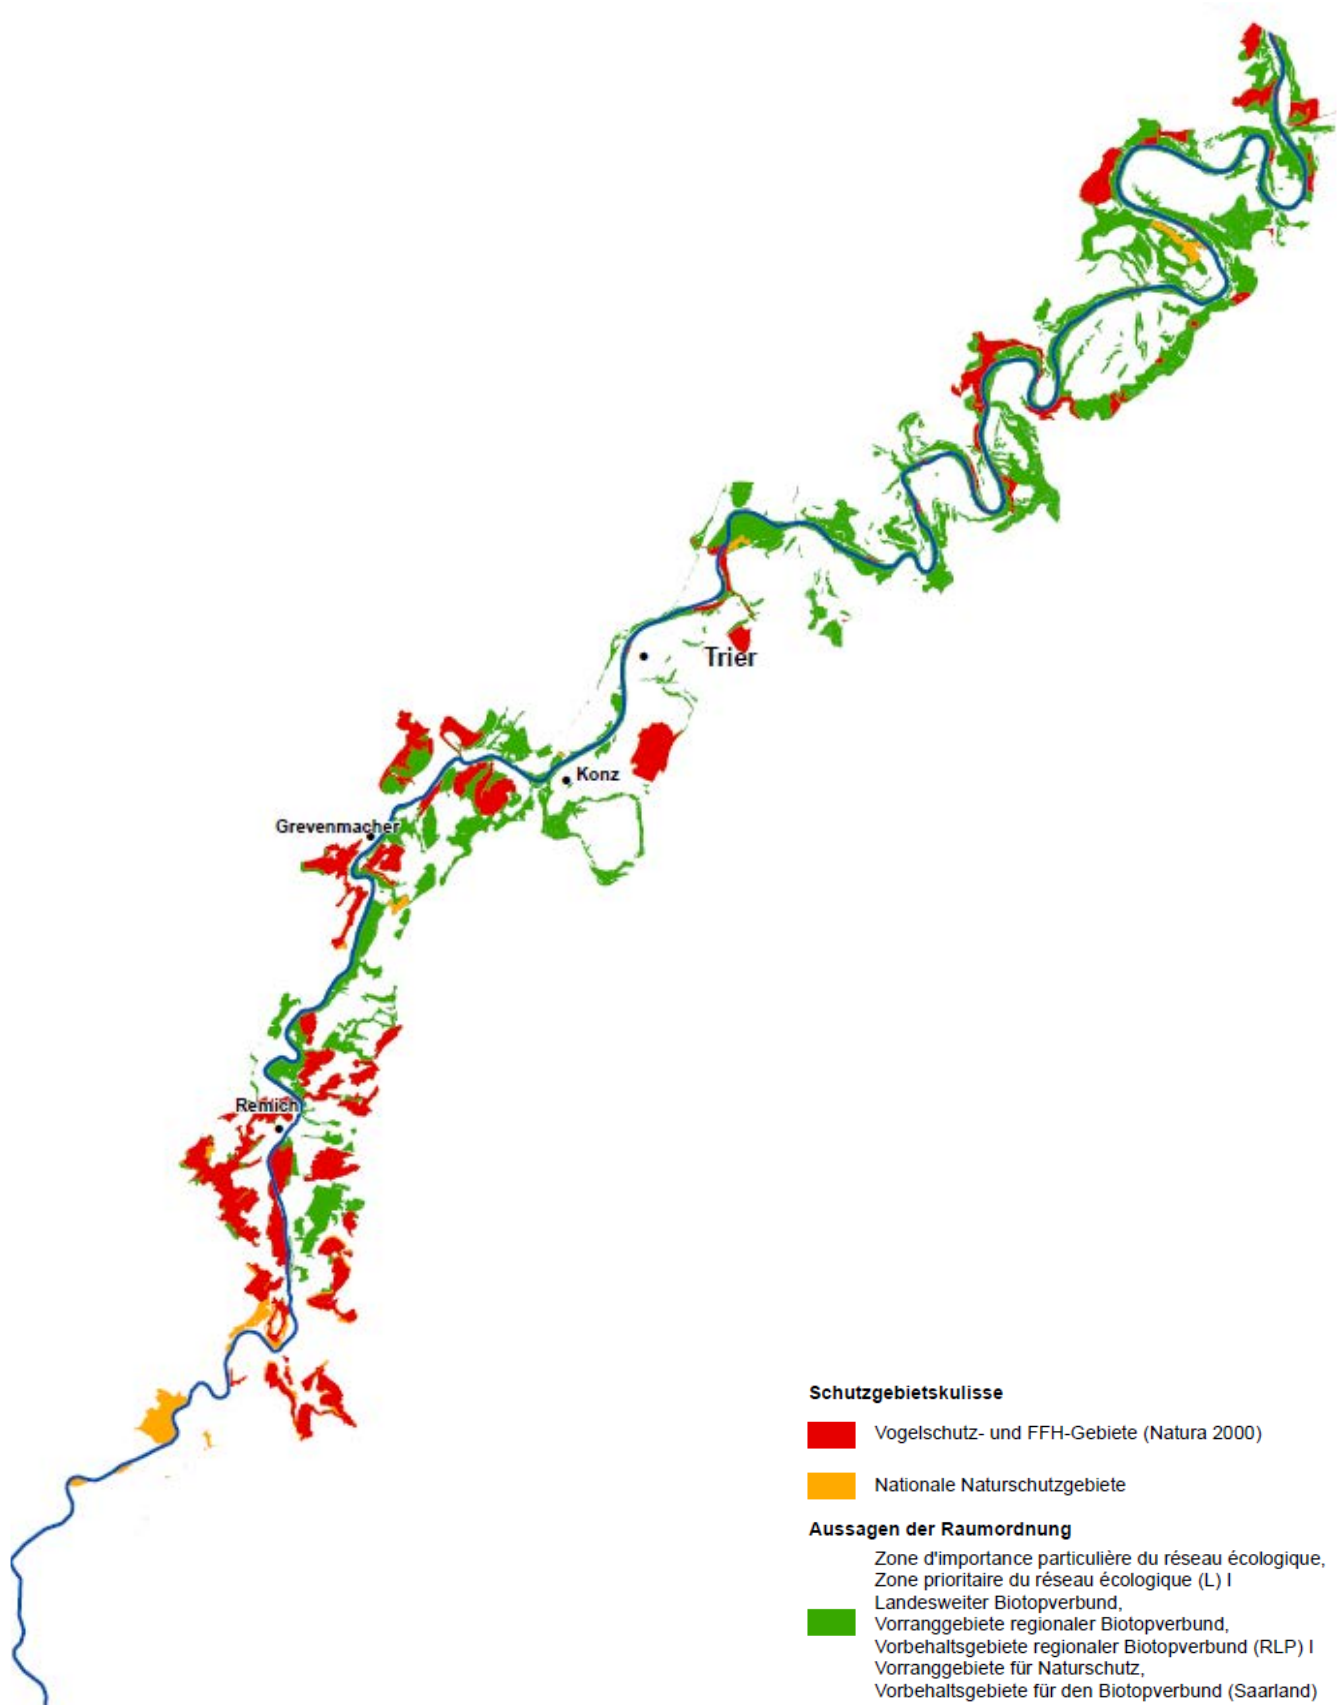 Trier
Konz
Grevenmacher
Remich
Schutzgebietskulisse
Vogelschutz- und FFH-Gebiete (Natura 2000)
Nationale Naturschutzgebiete
Aussagen der Raumordnung
Zone d'importance particulière du réseau écologique,
Zone prioritaire du réseau écologique (L) I
Landesweiter Biotopverbund,
Vorranggebiete regionaler Biotopverbund,
Vorbehaltsgebiete regionaler Biotopverbund (RLP) I
Vorranggebiete für Naturschutz,
Vorbehaltsgebiete für den Biotopverbund (Saarland)